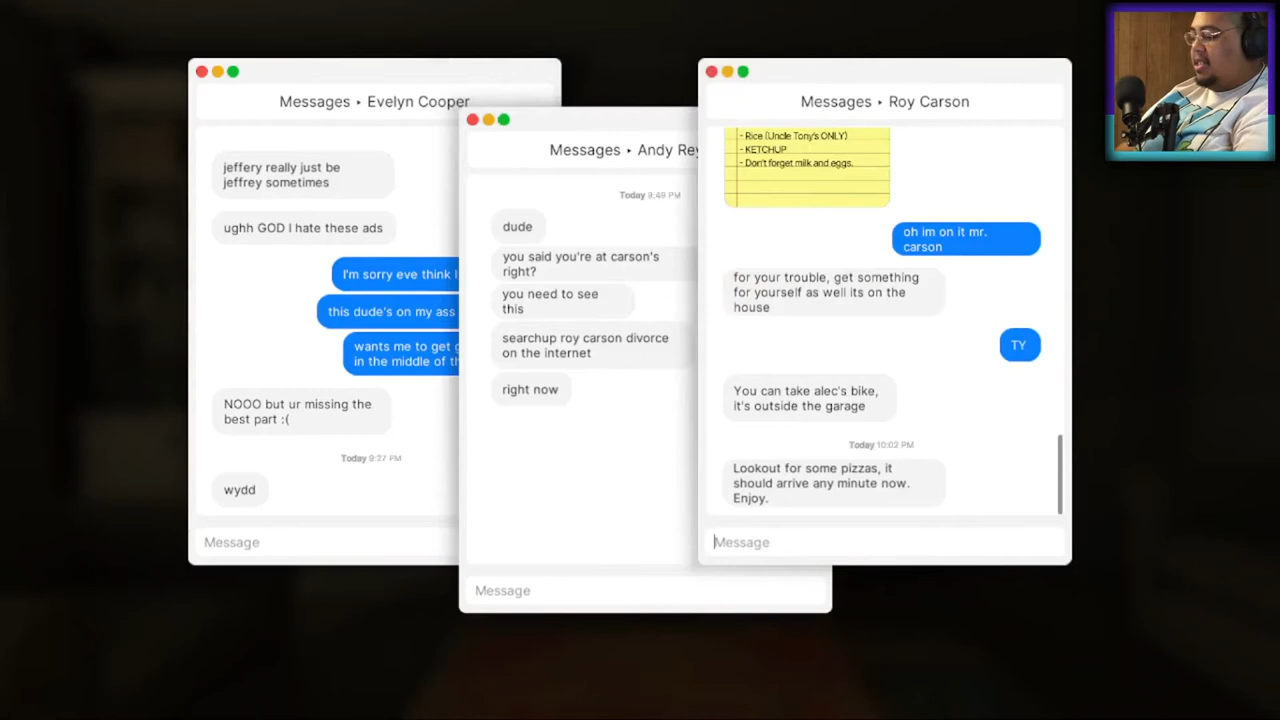 Messages ▸ Evelyn Cooper
jeffery really just be
jeffrey sometimes
ughh GOD I hate these ads
I'm sorry eve think
this dude's on my ass
wants me to get
in the middle of
NOOO but ur missing the
best part :(
Today 9:27 PM
wydd
Message
Messages ▸ Andy
Today 9:49 PM
dude
you said you're at carson's
right?
you need to see
this
searchup roy carson divorce
on the internet
right now
Message
Messages ▸ Roy Carson
- Rice (Uncle Tony's ONLY)
- KETCHUP
- Don't forget milk and eggs.
oh im on it mr.
carson
for your trouble, get something
for yourself as well its on the
house
TY
You can take alec's bike,
it's outside the garage
Today 10:02 PM
Lookout for some pizzas, it
should arrive any minute now.
Enjoy.
Message